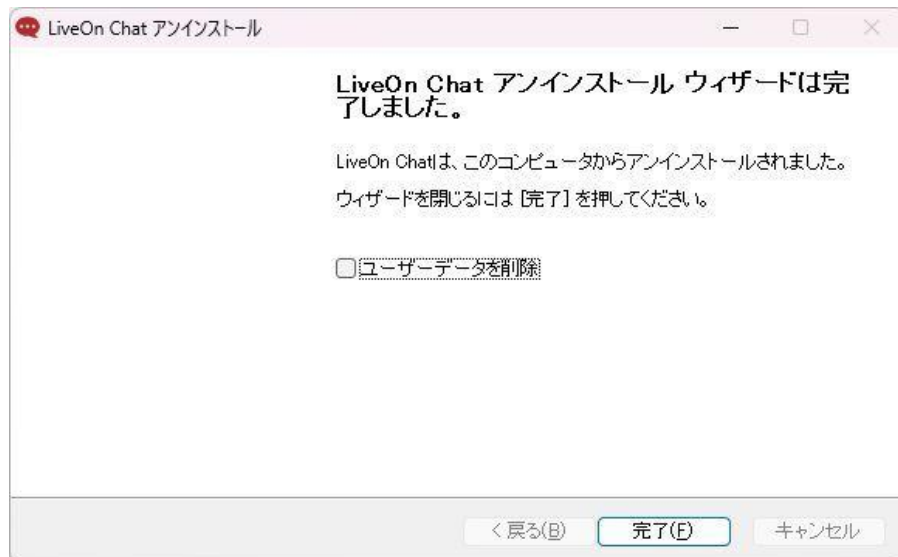 LiveOn Chat アンインストール
LiveOn Chat アンインストール ウィザードは完
了しました。
LiveOn Chatは、このコンピュータからアンインストールされました。
ウィザードを閉じるには [完了] を押してください。
ユーザーデータを削除
< 戻る(B)
完了(F)
キャンセル